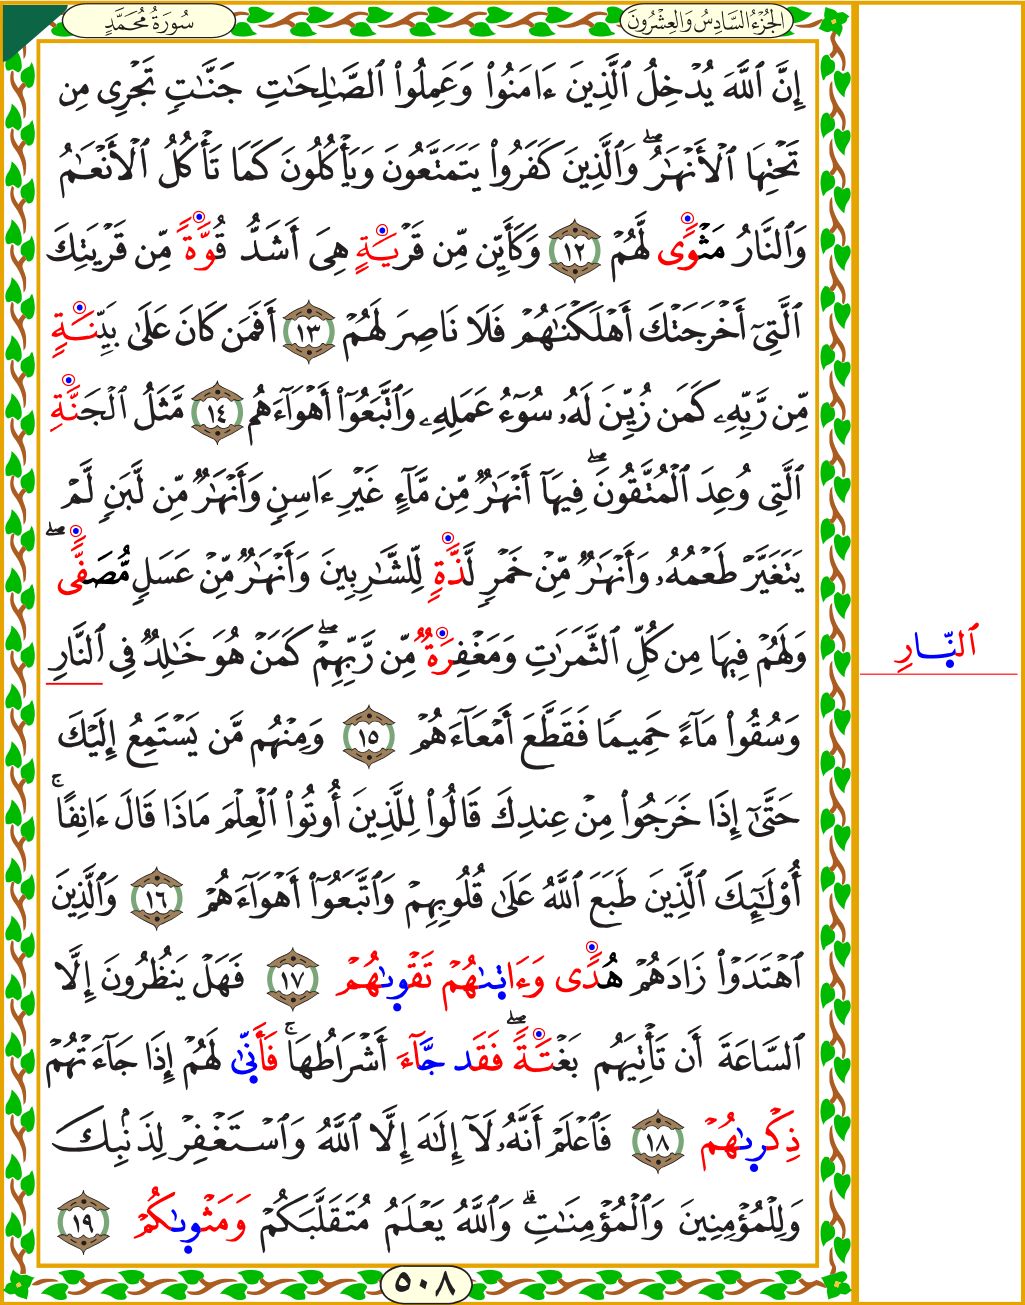 سُورَةُ مُحَمَّدٍ
الجُزْءُ السَّادِسُ وَالعِشْرُونَ
إِنَّ ٱللَّهَ يُدْخِلُ ٱلَّذِينَ ءَامَنُوا۟ وَعَمِلُوا۟ ٱلصَّـٰلِحَـٰتِ جَنَّـٰتٍ تَجْرِى مِن
تَحْتِهَا ٱلْأَنْهَـٰرُ ۖ وَٱلَّذِينَ كَفَرُوا۟ يَتَمَتَّعُونَ وَيَأْكُلُونَ كَمَا تَأْكُلُ ٱلْأَنْعَـٰمُ
وَٱلنَّارُ مَثْوًى لَّهُمْ ١٢ وَكَأَيِّن مِّن قَرْيَةٍ هِىَ أَشَدُّ قُوَّةً مِّن قَرْيَتِكَ
ٱلَّتِىٓ أَخْرَجَتْكَ أَهْلَكْنَـٰهُمْ فَلَا نَاصِرَ لَهُمْ ١٣ أَفَمَن كَانَ عَلَىٰ بَيِّنَةٍ
مِّن رَّبِّهِۦ كَمَن زُيِّنَ لَهُۥ سُوٓءُ عَمَلِهِۦ وَٱتَّبَعُوٓا۟ أَهْوَآءَهُم ١٤ مَّثَلُ ٱلْجَنَّةِ
ٱلَّتِى وُعِدَ ٱلْمُتَّقُونَ ۖ فِيهَآ أَنْهَـٰرٌ مِّن مَّآءٍ غَيْرِ ءَاسِنٍ وَأَنْهَـٰرٌ مِّن لَّبَنٍ لَّمْ
يَتَغَيَّرْ طَعْمُهُۥ وَأَنْهَـٰرٌ مِّنْ خَمْرٍ لَّذَّةٍ لِّلشَّـٰرِبِينَ وَأَنْهَـٰرٌ مِّنْ عَسَلٍ مُّصَفًّى ۖ
وَلَهُمْ فِيهَا مِن كُلِّ ٱلثَّمَرَٰتِ وَمَغْفِرَةٌ مِّن رَّبِّهِمْ ۖ كَمَنْ هُوَ خَـٰلِدٌ فِى ٱلنَّارِ
ٱلنَّارِ
وَسُقُوا۟ مَآءً حَمِيمًا فَقَطَّعَ أَمْعَآءَهُمْ ١٥ وَمِنْهُم مَّن يَسْتَمِعُ إِلَيْكَ
حَتَّىٰٓ إِذَا خَرَجُوا۟ مِنْ عِندِكَ قَالُوا۟ لِلَّذِينَ أُوتُوا۟ ٱلْعِلْمَ مَاذَا قَالَ ءَانِفًا ۚ
أُو۟لَـٰٓئِكَ ٱلَّذِينَ طَبَعَ ٱللَّهُ عَلَىٰ قُلُوبِهِمْ وَٱتَّبَعُوٓا۟ أَهْوَآءَهُمْ ١٦ وَٱلَّذِينَ
ٱهْتَدَوْا۟ زَادَهُمْ هُدًى وَءَاتَىٰهُمْ تَقْوَىٰهُمْ ١٧ فَهَلْ يَنظُرُونَ إِلَّا
ٱلسَّاعَةَ أَن تَأْتِيَهُم بَغْتَةً ۖ فَقَد جَّآءَ أَشْرَاطُهَا ۚ فَأَنَّىٰ لَهُمْ إِذَا جَآءَتْهُمْ
ذِكْرَىٰهُمْ ١٨ فَٱعْلَمْ أَنَّهُۥ لَآ إِلَـٰهَ إِلَّا ٱللَّهُ وَٱسْتَغْفِرْ لِذَنۢبِكَ
وَلِلْمُؤْمِنِينَ وَٱلْمُؤْمِنَـٰتِ ۗ وَٱللَّهُ يَعْلَمُ مُتَقَلَّبَكُمْ وَمَثْوَىٰكُمْ ١٩
٥٠٨